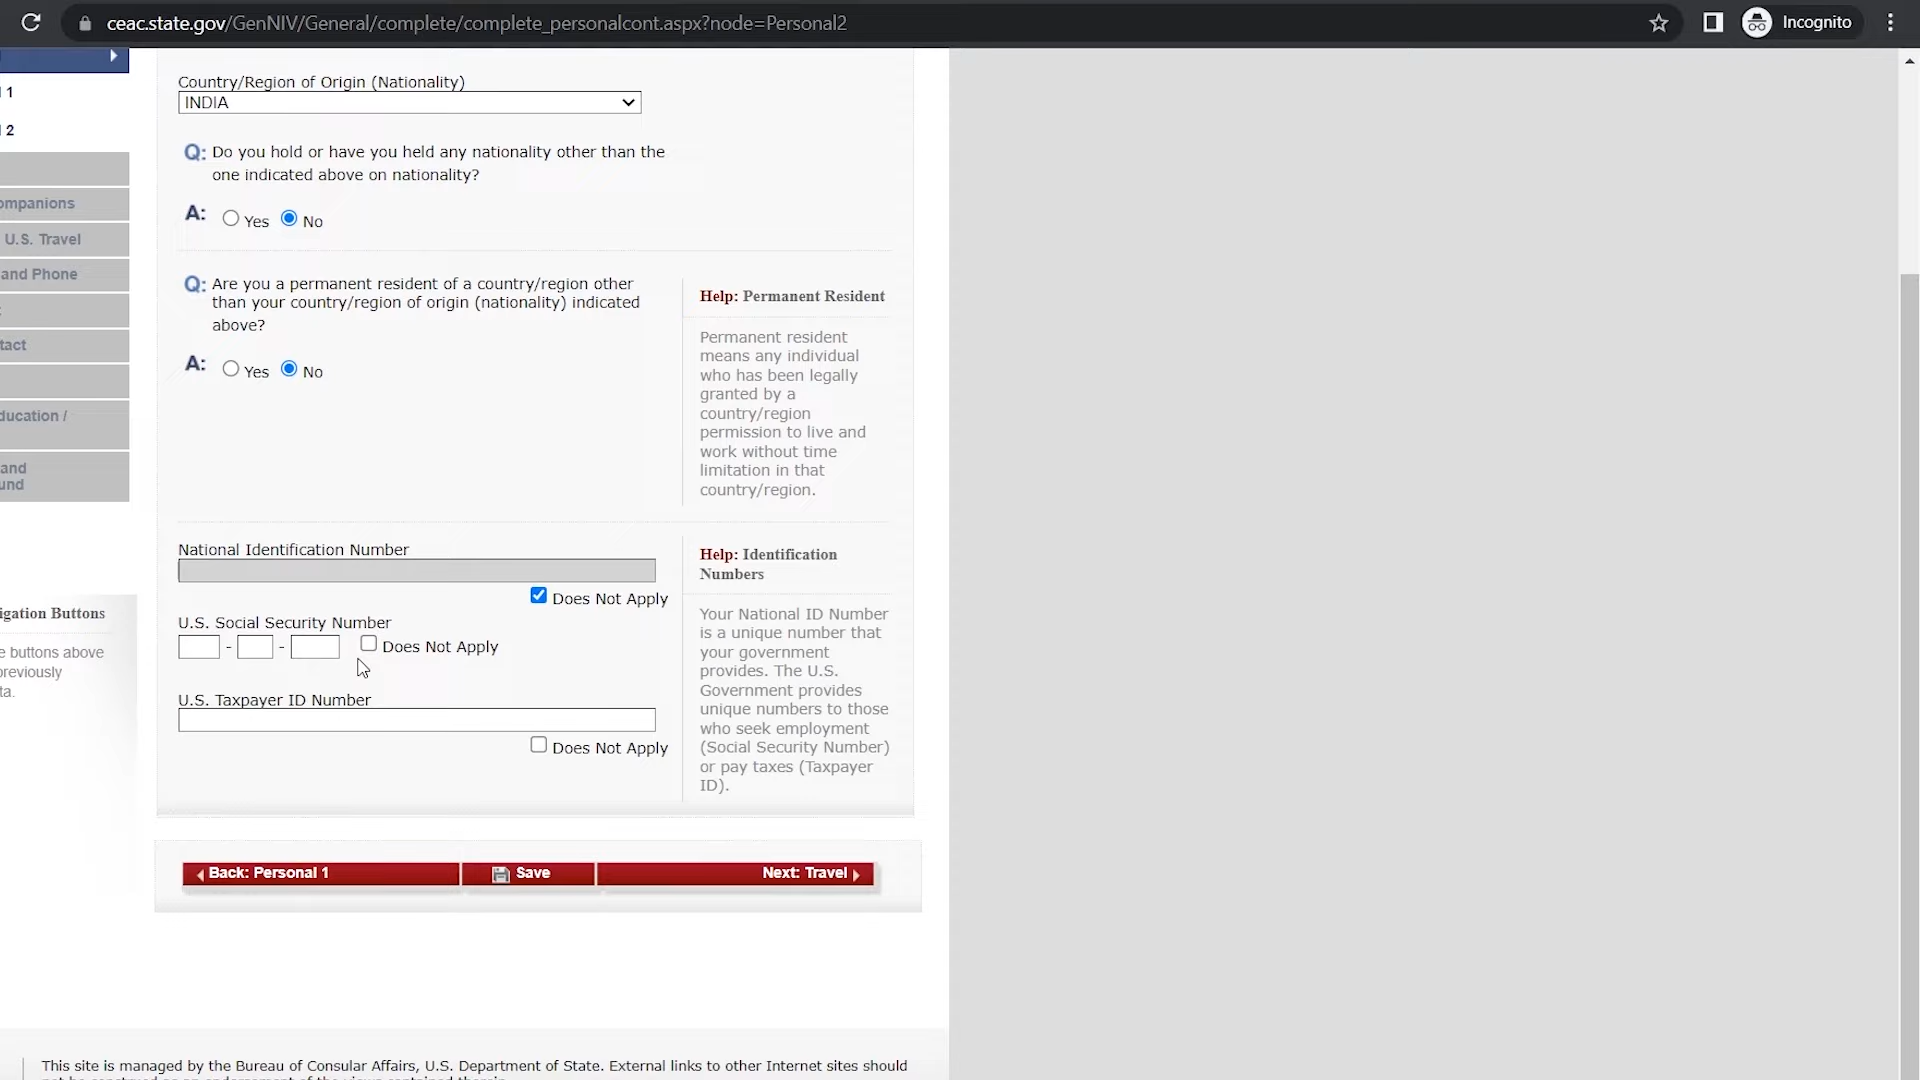 ceac.state.gov/GenNIV/General/complete/complete_personalcont.aspx?node=Personal2
Incognito
1
2
ompanions
U.S. Travel
and Phone
tact
ducation /
and
und
igation Buttons
e buttons above
previously
ta.
Country/Region of Origin (Nationality)
INDIA
Q: Do you hold or have you held any nationality other than the
one indicated above on nationality?
A: Yes No
Q: Are you a permanent resident of a country/region other
than your country/region of origin (nationality) indicated
above?
A: Yes No
Help: Permanent Resident
Permanent resident
means any individual
who has been legally
granted by a
country/region
permission to live and
work without time
limitation in that
country/region.
National Identification Number
Does Not Apply
U.S. Social Security Number
- - Does Not Apply
U.S. Taxpayer ID Number
Does Not Apply
Help: Identification
Numbers
Your National ID Number
is a unique number that
your government
provides. The U.S.
Government provides
unique numbers to those
who seek employment
(Social Security Number)
or pay taxes (Taxpayer
ID).
Back: Personal 1
Save
Next: Travel
This site is managed by the Bureau of Consular Affairs, U.S. Department of State. External links to other Internet sites should